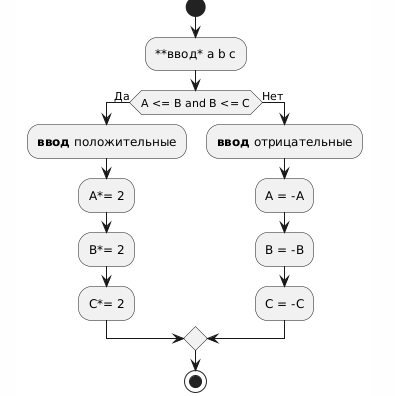 **ввод* a b c
Да
A <= B and B <= C
Нет
ввод положительные
ввод отрицательные
A*= 2
A = -A
B*= 2
B = -B
C*= 2
C = -C